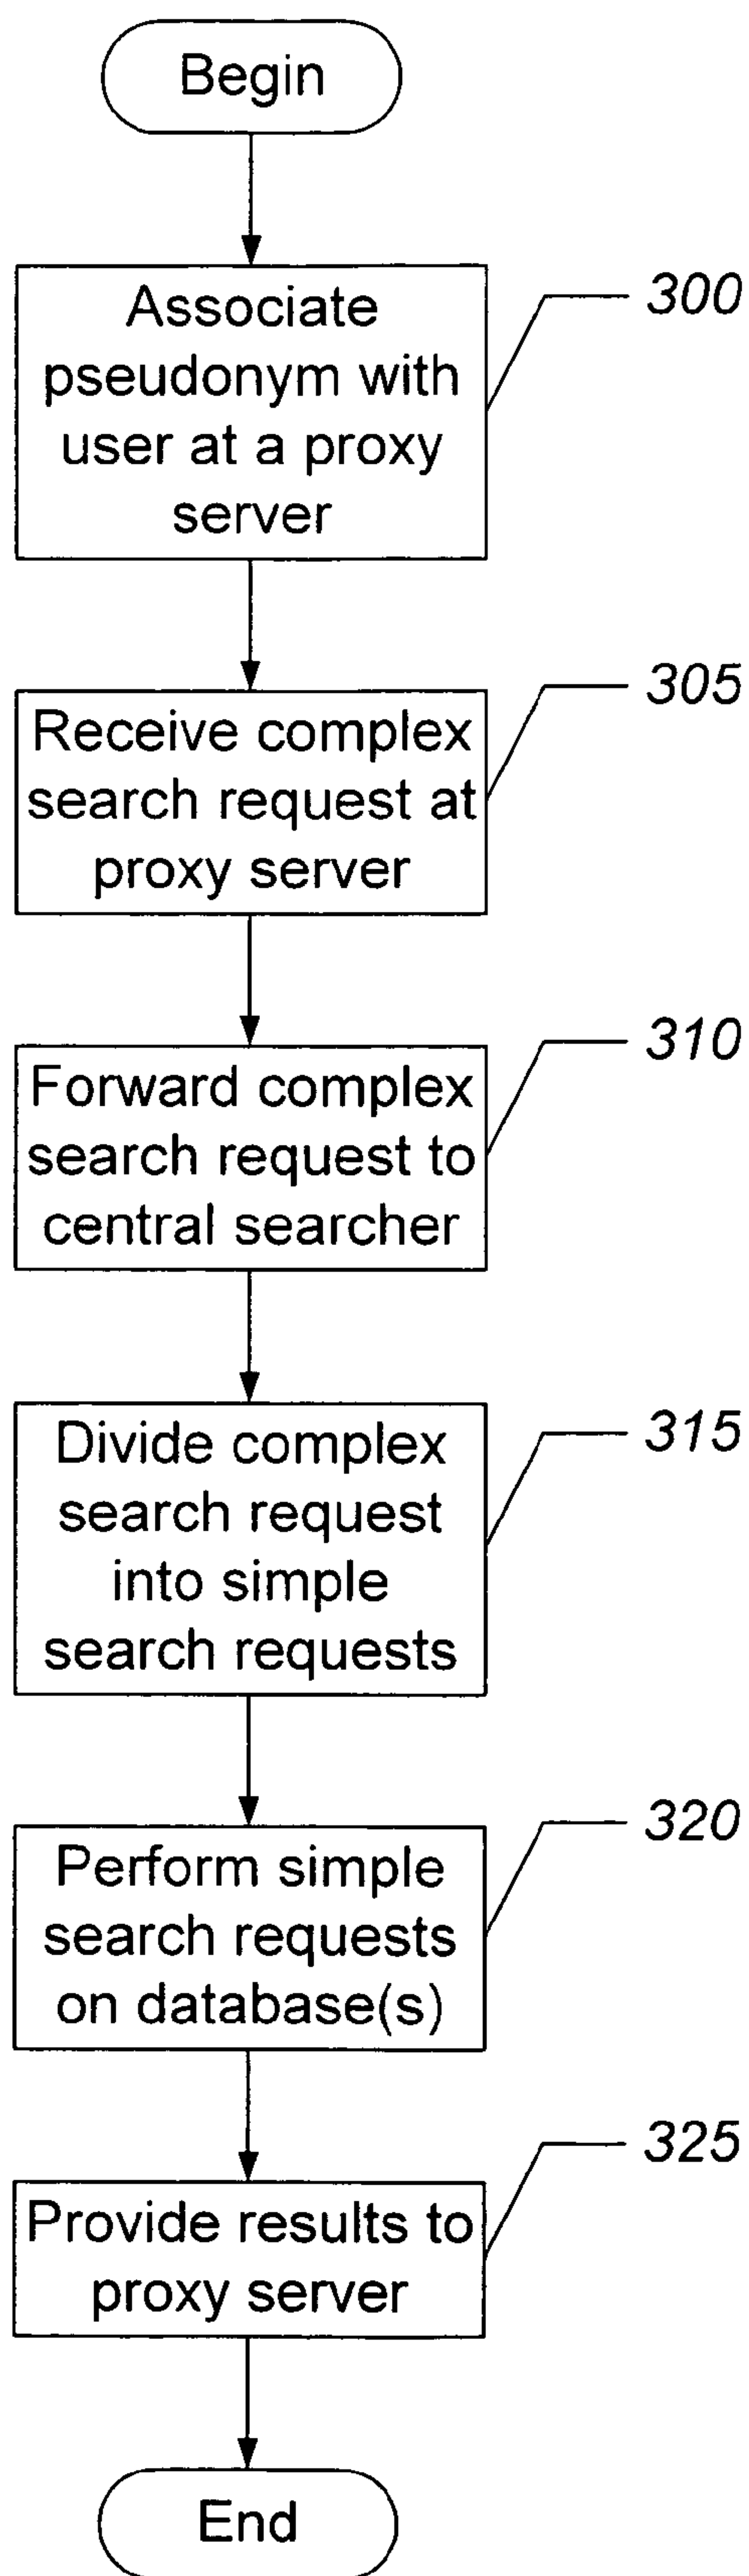 Begin
Associate
pseudonym with
user at a proxy
server
300
Receive complex
search request at
proxy server
305
Forward complex
search request to
central searcher
310
Divide complex
search request
into simple
search requests
315
Perform simple
search requests
on database(s)
320
Provide results to
proxy server
325
End